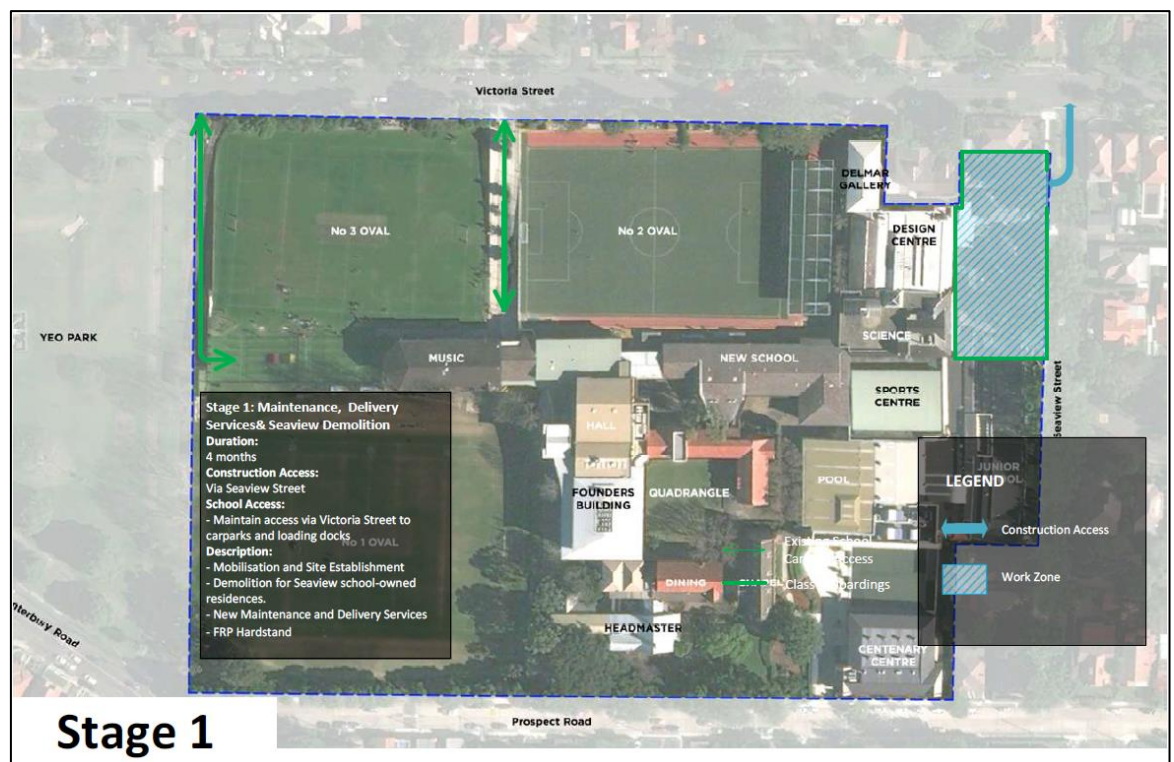 Victoria Street
DELMAR
GALLERY
No 3 OVAL
No 2 OVAL
DESIGN
CENTRE
YEO PARK
MUSIC
NEW SCHOOL
SCIENCE
SPORTS
CENTRE
Seaview Street
Stage 1: Maintenance, Delivery
Services& Seaview Demolition
Duration:
4 months
Construction Access:
Via Seaview Street
School Access:
- Maintain access via Victoria Street to
carparks and loading docks
Description:
- Mobilisation and Site Establishment
- Demolition for Seaview school-owned
residences.
- New Maintenance and Delivery Services
- FRP Hardstand
No 1 OVAL
HALL
FOUNDERS
BUILDING
QUADRANGLE
POOL
JUNIOR
LEGEND
Construction Access
Work Zone
Existing School
Access
Class
DINING
HEADMASTER
CENTENARY
CENTRE
Road
Prospect Road
Stage 1